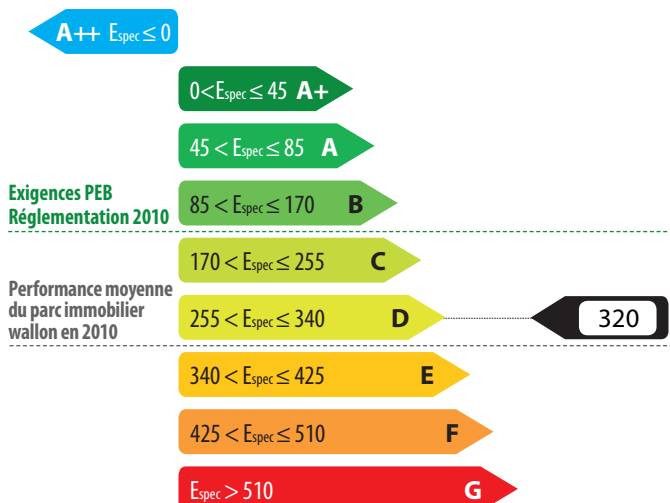 A++ Espec ≤ 0
0<Espec ≤ 45 A+
45 < Espec ≤ 85 A
Exigences PEB
Réglementation 2010
85 < Espec ≤ 170 B
170 < Espec ≤ 255 C
Performance moyenne
du parc immobilier
wallon en 2010
255 < Espec ≤ 340 D
320
340 < Espec ≤ 425 E
425 < Espec ≤ 510 F
Espec > 510 G